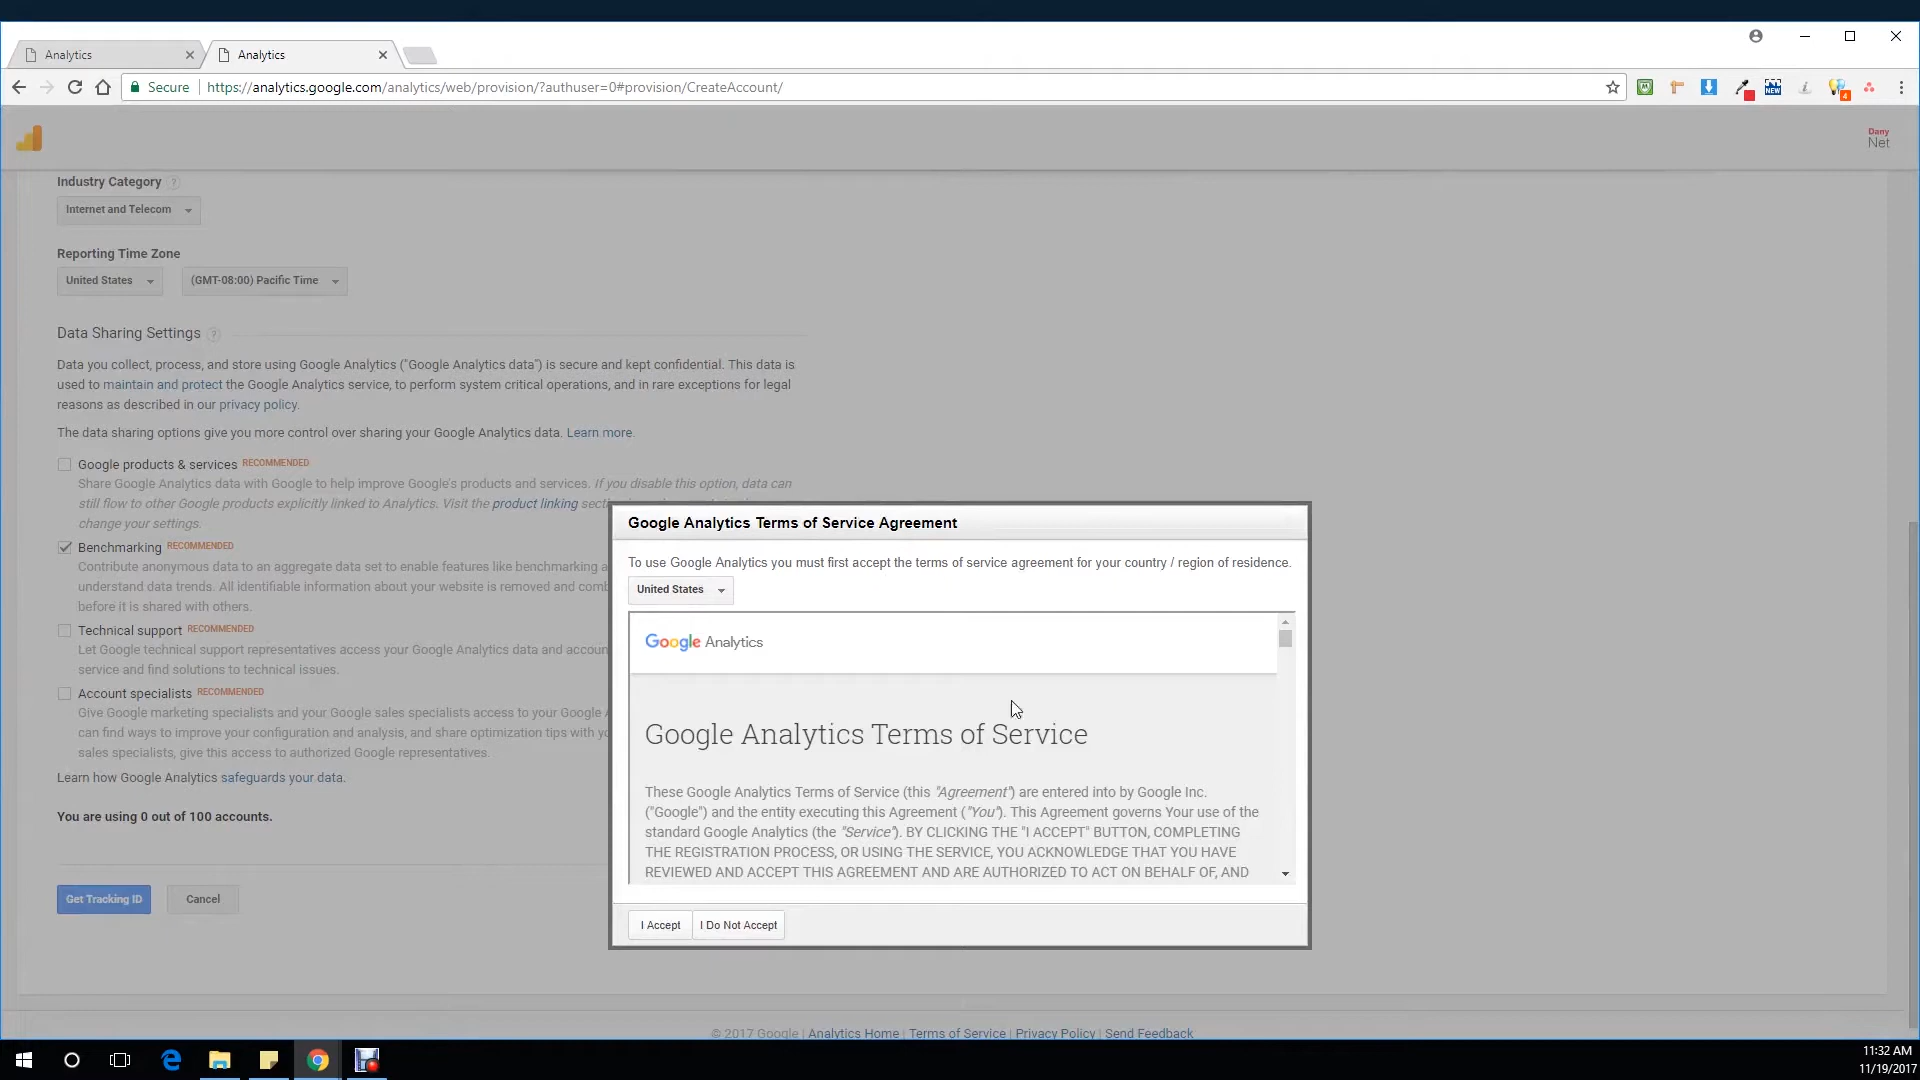 Analytics
Analytics
Secure
https://analytics.google.com/analytics/web/provision/?authuser=0#provision/CreateAccount/
NEW
4
Dany
Net
Industry Category ?
Internet and Telecom
Reporting Time Zone
United States
(GMT-08:00) Pacific Time
Data Sharing Settings ?
Data you collect, process, and store using Google Analytics ("Google Analytics data") is secure and kept confidential. This data is
used to maintain and protect the Google Analytics service, to perform system critical operations, and in rare exceptions for legal
reasons as described in our privacy policy.
The data sharing options give you more control over sharing your Google Analytics data. Learn more.
Google products & services RECOMMENDED
Share Google Analytics data with Google to help improve Google's products and services. If you disable this option, data can
still flow to other Google products explicitly linked to Analytics. Visit the product linking
change your settings.
Benchmarking RECOMMENDED
Contribute anonymous data to an aggregate data set to enable features like benchmarking
understand data trends. All identifiable information about your website is removed and
before it is shared with others.
Technical support RECOMMENDED
Let Google technical support representatives access your Google Analytics data and
service and find solutions to technical issues.
Account specialists RECOMMENDED
Give Google marketing specialists and your Google sales specialists access to your Google
can find ways to improve your configuration and analysis, and share optimization tips with
sales specialists, give this access to authorized Google representatives.
Learn how Google Analytics safeguards your data.
You are using 0 out of 100 accounts.
Get Tracking ID
Cancel
Google Analytics Terms of Service Agreement
To use Google Analytics you must first accept the terms of service agreement for your country / region of residence.
United States
Google Analytics
Google Analytics Terms of Service
These Google Analytics Terms of Service (this "Agreement") are entered into by Google Inc.
("Google") and the entity executing this Agreement ("You"). This Agreement governs Your use of the
standard Google Analytics (the "Service"). BY CLICKING THE "I ACCEPT" BUTTON, COMPLETING
THE REGISTRATION PROCESS, OR USING THE SERVICE, YOU ACKNOWLEDGE THAT YOU HAVE
REVIEWED AND ACCEPT THIS AGREEMENT AND ARE AUTHORIZED TO ACT ON BEHALF OF, AND
I Accept
I Do Not Accept
© 2017 Google | Analytics Home | Terms of Service | Privacy Policy | Send Feedback
11:32 AM
11/19/2017